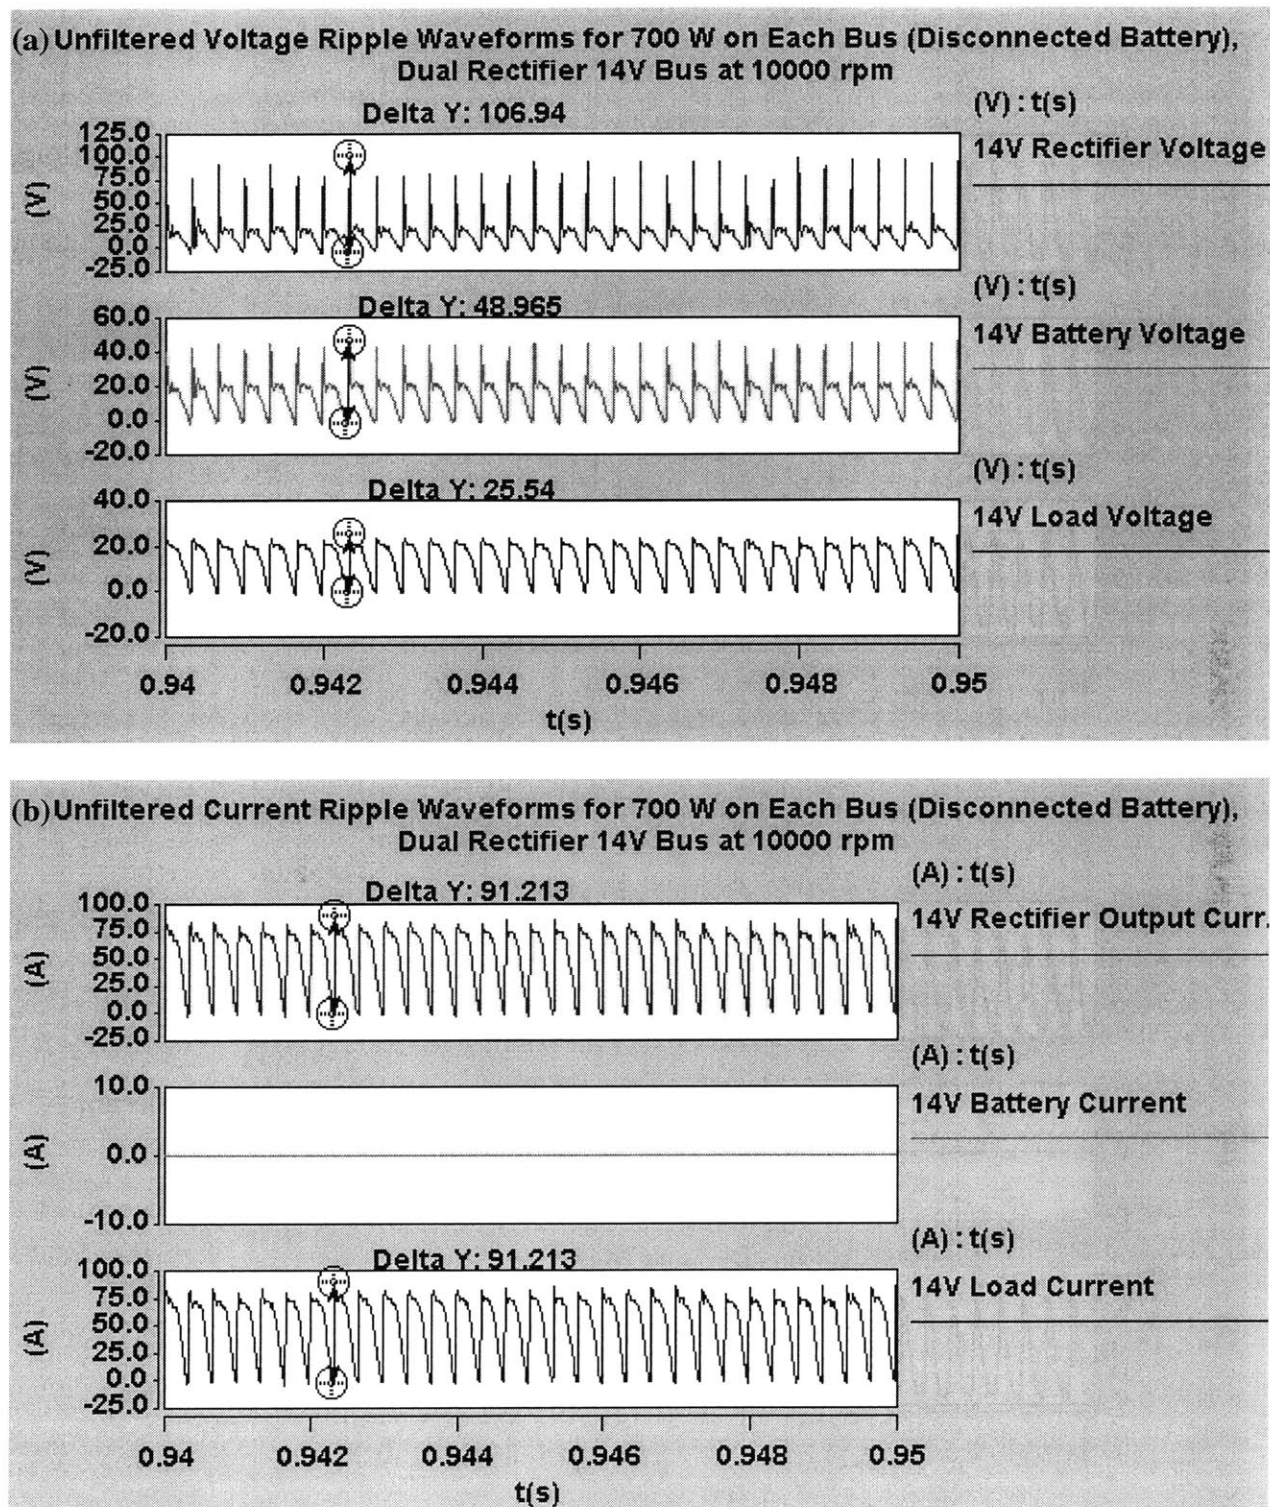 (a) Unfiltered Voltage Ripple Waveforms for 700 W on Each Bus (Disconnected Battery),
Dual Rectifier 14V Bus at 10000 rpm
(V) : t(s)
Delta Y: 106.94
14V Rectifier Voltage
125.0
100.0
75.0
50.0
25.0
0.0
-25.0
(V)
(V) : t(s)
Delta Y: 48.965
14V Battery Voltage
60.0
40.0
20.0
0.0
-20.0
(V)
(V) : t(s)
Delta Y: 25.54
14V Load Voltage
40.0
20.0
0.0
-20.0
(V)
0.94 0.942 0.944 0.946 0.948 0.95
t(s)
(b) Unfiltered Current Ripple Waveforms for 700 W on Each Bus (Disconnected Battery),
Dual Rectifier 14V Bus at 10000 rpm
(A) : t(s)
Delta Y: 91.213
14V Rectifier Output Curr.
100.0
75.0
50.0
25.0
0.0
-25.0
(A)
(A) : t(s)
14V Battery Current
10.0
0.0
-10.0
(A)
(A) : t(s)
Delta Y: 91.213
14V Load Current
100.0
75.0
50.0
25.0
0.0
-25.0
(A)
0.94 0.942 0.944 0.946 0.948 0.95
t(s)